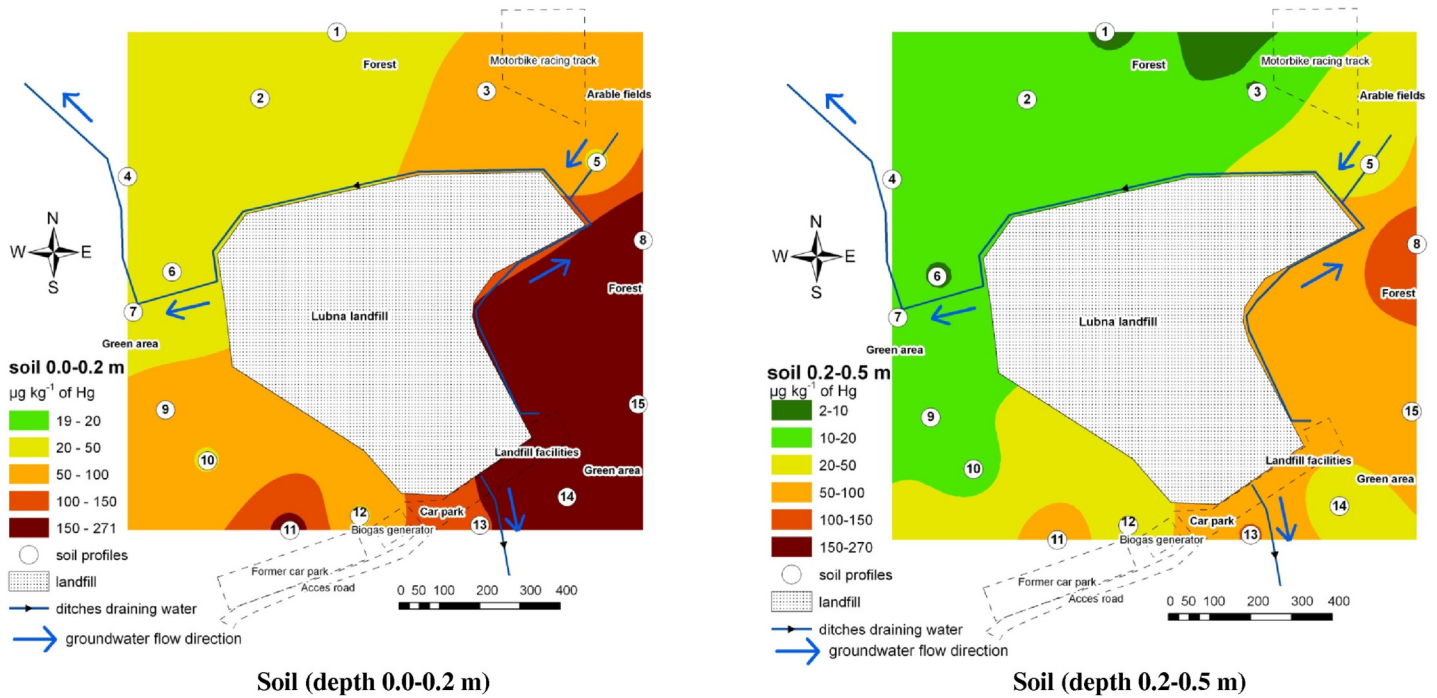 1
Forest
Motorbike racing track
2
3
Arable fields
5
4
N
W E
S
6
8
7
Forest
Lubna landfill
Green area
soil 0.0-0.2 m
µg kg-1 of Hg
19 - 20
20 - 50
50 - 100
100 - 150
150 - 271
soil profiles
landfill
ditches draining water
groundwater flow direction
9
15
10
Landfill facilities
Green area
14
12
Car park
11
13
Biogas generator
Former car park
Acces road
0 50 100 200 300 400
Soil (depth 0.0-0.2 m)
1
Forest
Motorbike racing track
2
3
Arable fields
5
4
N
W E
S
6
8
7
Forest
Lubna landfill
Green area
soil 0.2-0.5 m
µg kg-1 of Hg
2-10
10-20
20-50
50-100
100-150
150-270
soil profiles
landfill
ditches draining water
groundwater flow direction
9
15
10
Landfill facilities
Green area
14
12
Car park
11
13
Biogas generator
Former car park
Acces road
0 50 100 200 300 400
Soil (depth 0.2-0.5 m)